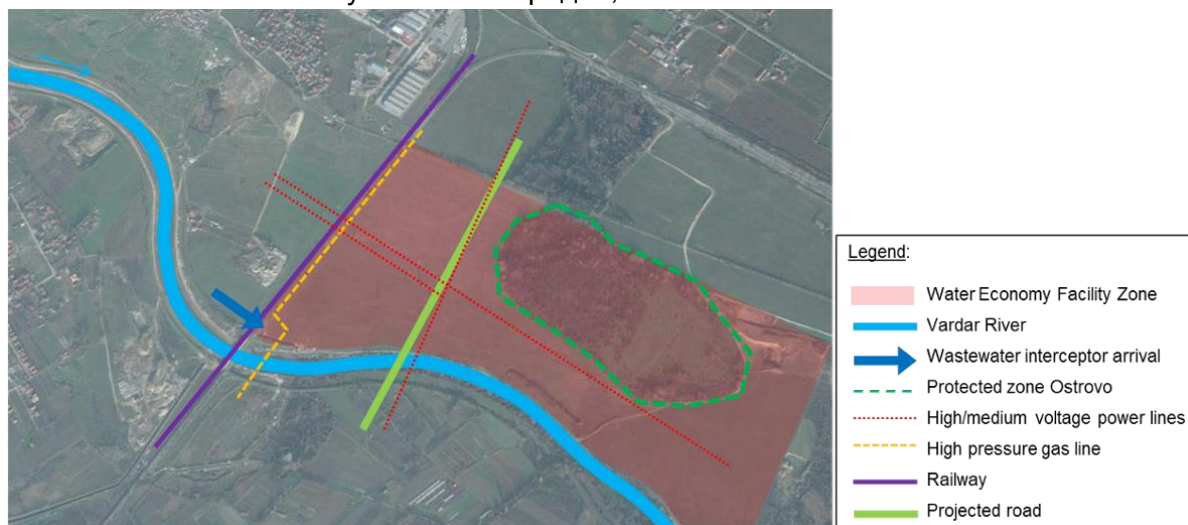 Legend:
Water Economy Facility Zone
Vardar River
Wastewater interceptor arrival
Protected zone Ostrovo
High/medium voltage power lines
High pressure gas line
Railway
Projected road